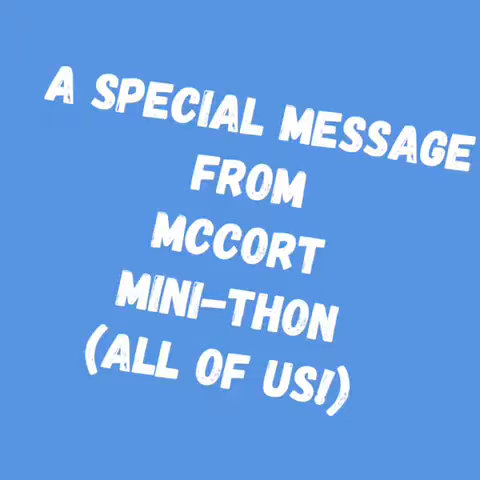 A SPECIAL MESSAGE
FROM
MCCORT
MINI-THON
(ALL OF US!)